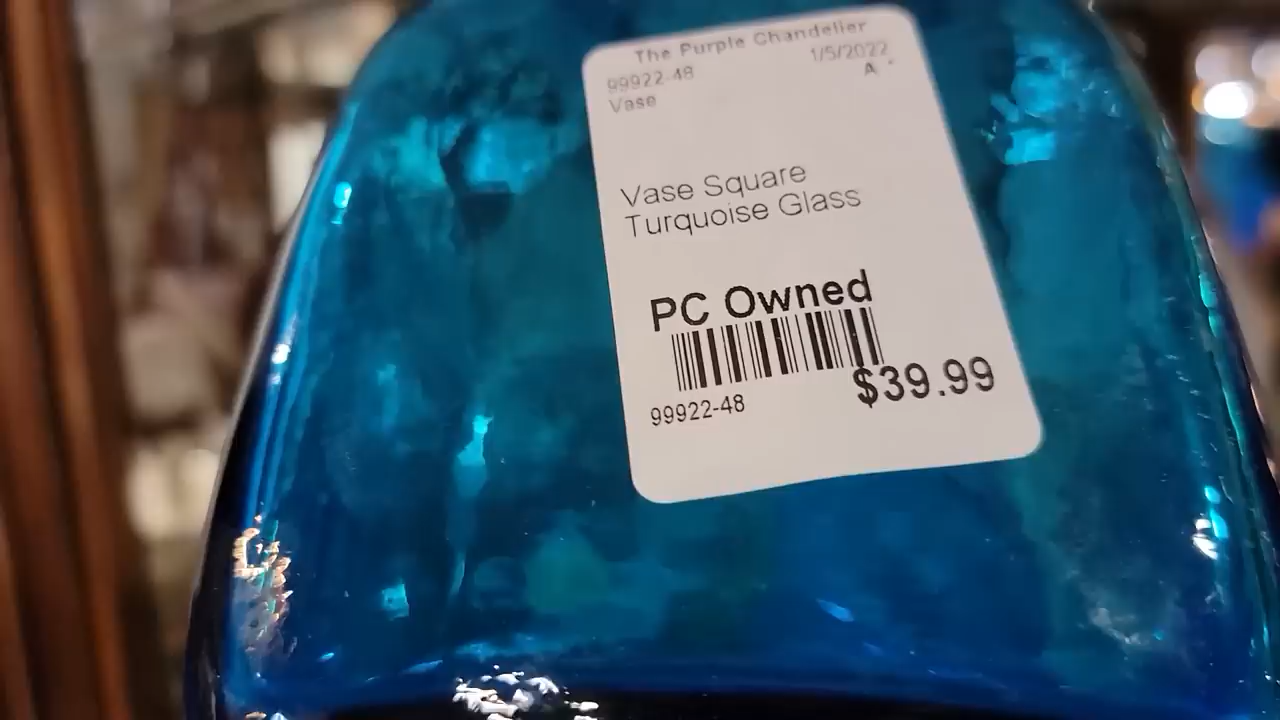 The Purple Chandelier
99922-48 1/5/2022
Vase A -
Vase Square
Turquoise Glass
PC Owned
99922-48 $39.99